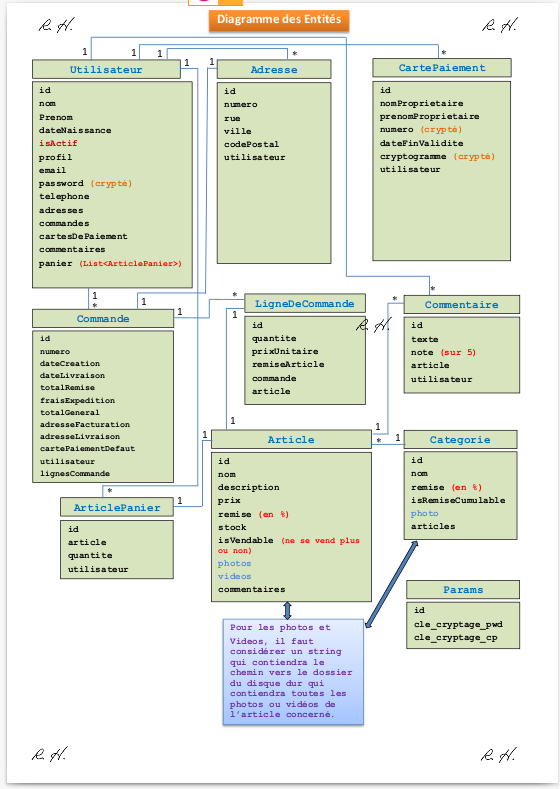 Diagramme des Entités
R. H.
R. H.
1
1
1
*
*
Utilisateur
1
id
nom
Prenom
dateNaissance
isActif
profil
email
password (crypté)
telephone
adresses
commandes
cartesDePaiement
commentaires
panier (List<ArticlePanier>)
1
Adresse
id
numero
rue
ville
codePostal
utilisateur
CartePaiement
id
nomProprietaire
prenomProprietaire
numero (crypté)
dateFinValidite
cryptogramme (crypté)
utilisateur
1
*
1
Commande
1
id
numero
dateCreation
dateLivraison
totalRemise
fraisExpedition
totalGeneral
adresseFacturation
adresseLivraison
cartePaiementDefaut
utilisateur
lignesCommande
*
LigneDeCommande
1
id
quantite
prixUnitaire
remiseArticle
commande
article
R. H.
*
*
Commentaire
id
texte
note (sur 5)
article
utilisateur
1
1
1
*
1
Article
id
nom
description
prix
remise (en %)
stock
isVendable (ne se vend plus
ou non)
photos
videos
commentaires
Categorie
id
nom
remise (en %)
isRemiseCumulable
photo
articles
*
ArticlePanier
1
id
article
quantite
utilisateur
Params
id
cle_cryptage_pwd
cle_cryptage_cp
Pour les photos et
Videos, il faut
considérer un string
qui contiendra le
chemin vers le dossier
du disque dur qui
contiendra toutes les
photos ou vidéos de
l’article concerné.
R. H.
R. H.